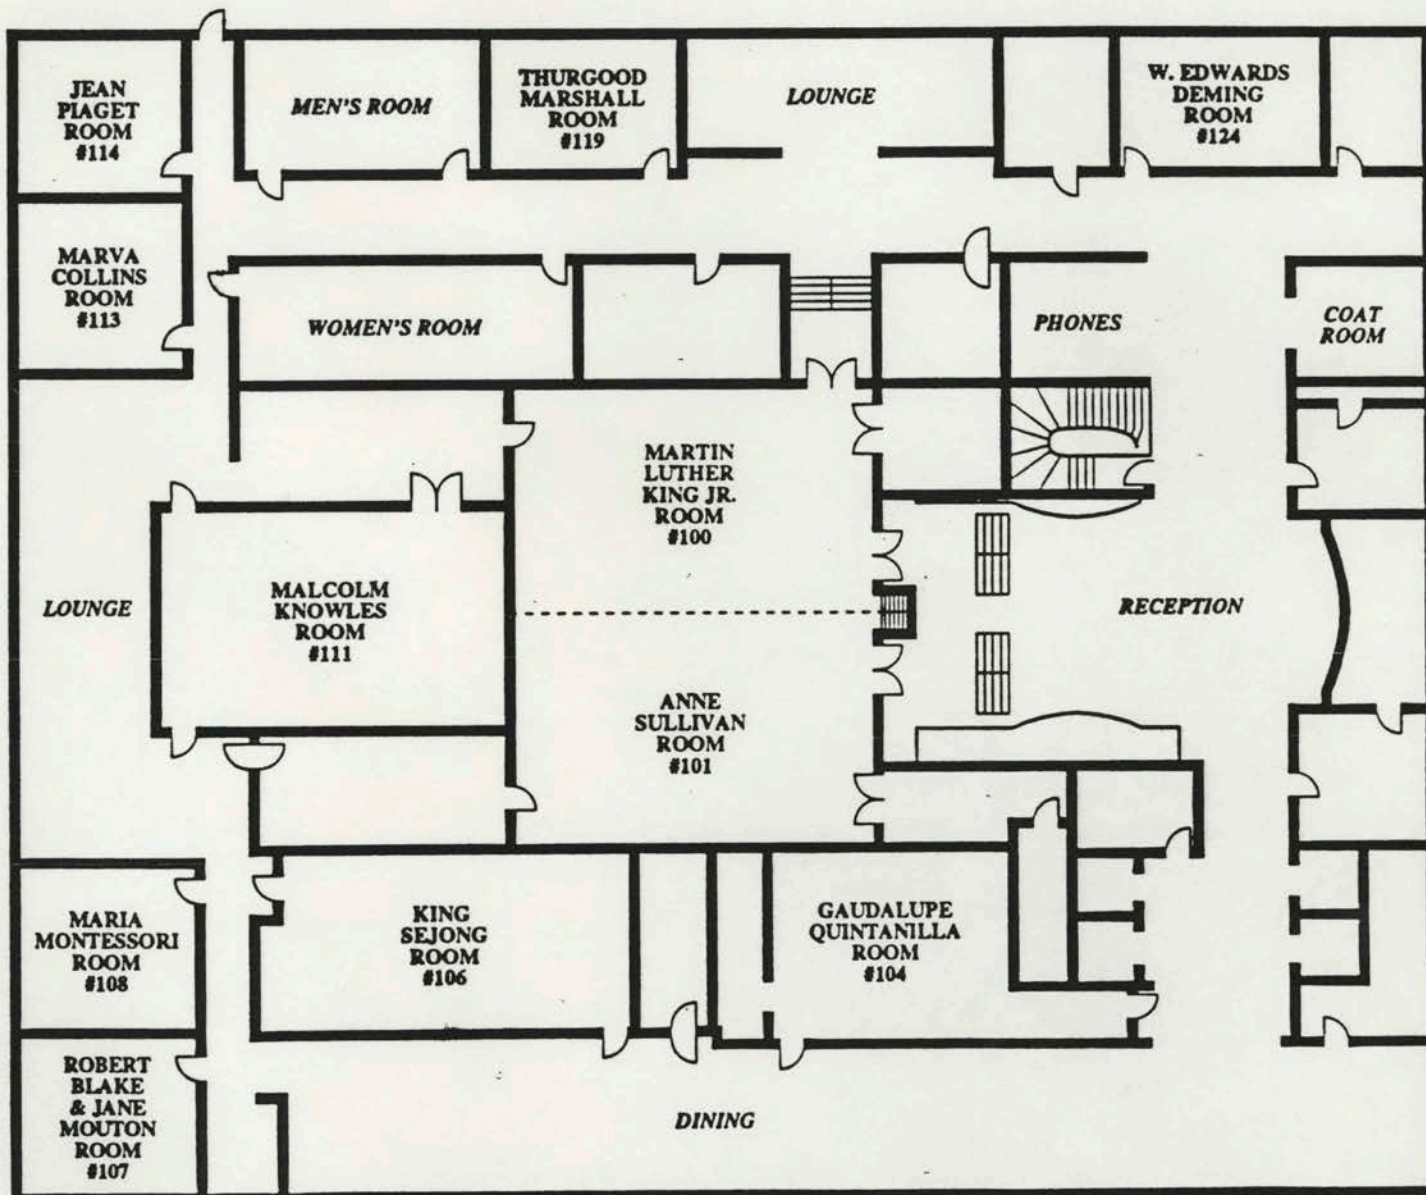 JEAN
PIAGET
ROOM
#114
MEN'S ROOM
THURGOOD
MARSHALL
ROOM
#119
LOUNGE
W. EDWARDS
DEMING
ROOM
#124
MARVA
COLLINS
ROOM
#113
WOMEN'S ROOM
PHONES
COAT
ROOM
MARTIN
LUTHER
KING JR.
ROOM
#100
LOUNGE
MALCOLM
KNOWLES
ROOM
#111
RECEPTION
ANNE
SULLIVAN
ROOM
#101
MARIA
MONTESSORI
ROOM
#108
KING
SEJONG
ROOM
#106
GAUDALUPE
QUINTANILLA
ROOM
#104
ROBERT
BLAKE
& JANE
MOUTON
ROOM
#107
DINING